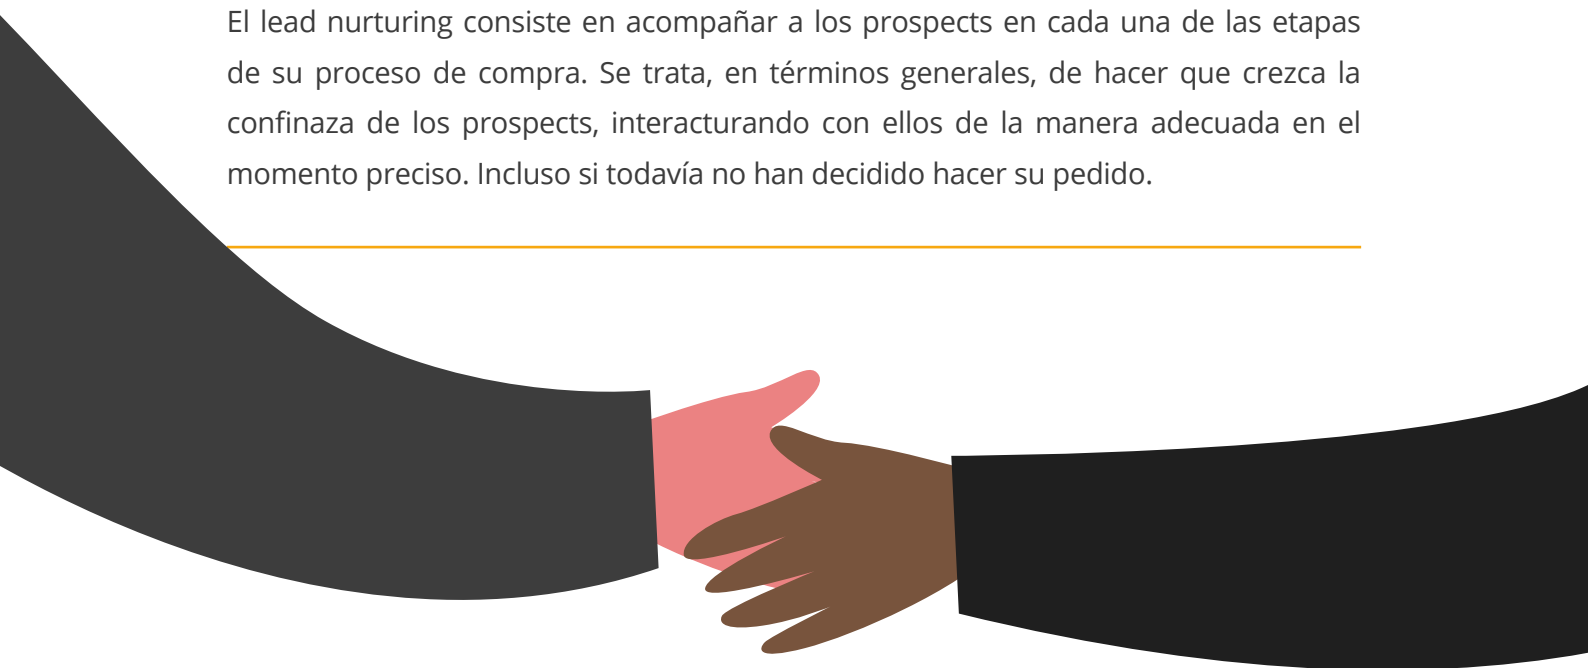 El lead nurturing consiste en acompañar a los prospects en cada una de las etapas
de su proceso de compra. Se trata, en términos generales, de hacer que crezca la
confinaza de los prospects, interacturando con ellos de la manera adecuada en el
momento preciso. Incluso si todavía no han decidido hacer su pedido.